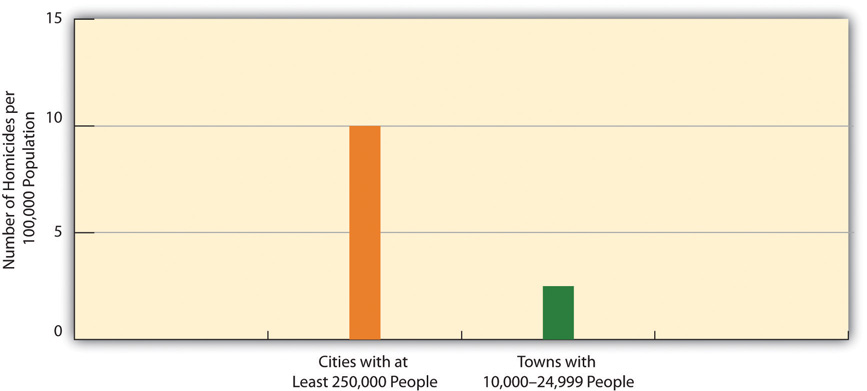 Number of Homicides per
100,000 Population
15
10
5
0
Cities with at
Least 250,000 People
Towns with
10,000–24,999 People